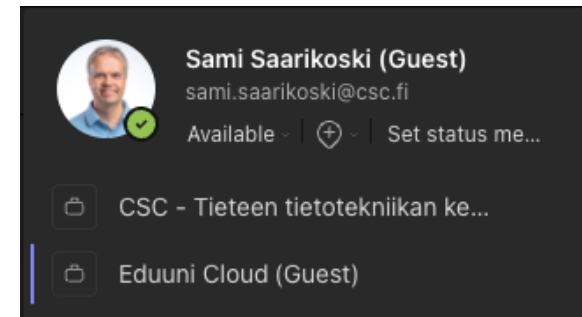 Sami Saarikoski (Guest)
sami.saarikoski@csc.fi
Available Set status me...
CSC - Tieteen tietotekniikan ke...
Eduuni Cloud (Guest)